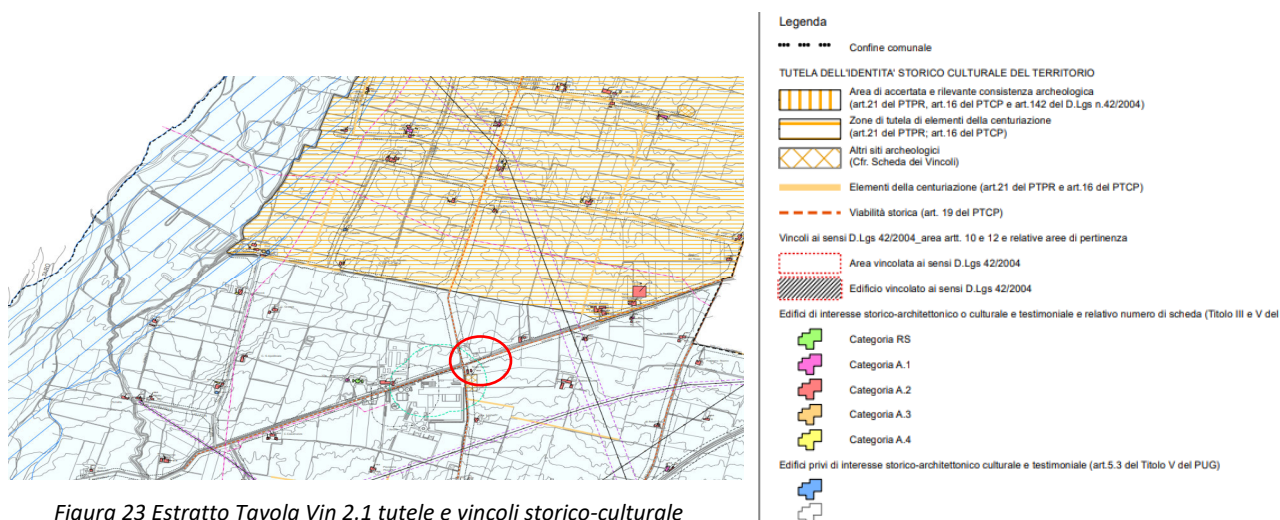 Legenda
Confine comunale
TUTELA DELL'IDENTITA' STORICO CULTURALE DEL TERRITORIO
Area di accertata e rilevante consistenza archeologica
(art.21 del PTPR, art.16 del PTCP e art.142 del D.Lgs n.42/2004)
Zone di tutela di elementi della centuriazione
(art.21 del PTPR; art.16 del PTCP)
Altri siti archeologici
(Cfr. Scheda dei Vincoli)
Elementi della centuriazione (art.21 del PTPR e art.16 del PTCP)
Viabilità storica (art. 19 del PTCP)
Vincoli ai sensi D.Lgs 42/2004_area artt. 10 e 12 e relative aree di pertinenza
Area vincolata ai sensi D.Lgs 42/2004
Edificio vincolato ai sensi D.Lgs 42/2004
Edifici di interesse storico-architettonico o culturale e testimoniale e relativo numero di scheda (Titolo III e V del
Categoria RS
Categoria A.1
Categoria A.2
Categoria A.3
Categoria A.4
Edifici privi di interesse storico-architettonico culturale e testimoniale (art.5.3 del Titolo V del PUG)
Figura 23 Estratto Tavola Vin 2.1 tutele e vincoli storico-culturale